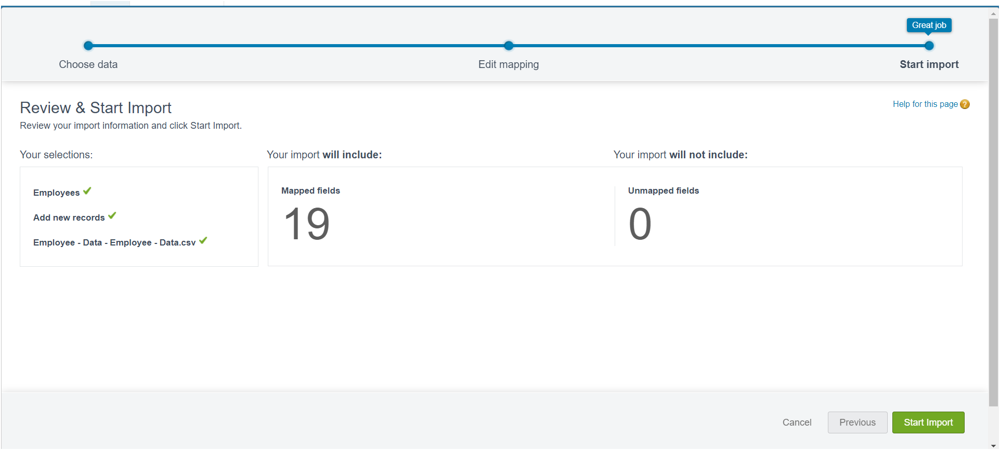 Great job
Choose data
Edit mapping
Start import
Review & Start Import
Help for this page ?
Review your import information and click Start Import.
Your selections:
Your import will include:
Your import will not include:
Employees
Add new records
Employee - Data - Employee - Data.csv
Mapped fields
19
Unmapped fields
0
Cancel
Previous
Start Import